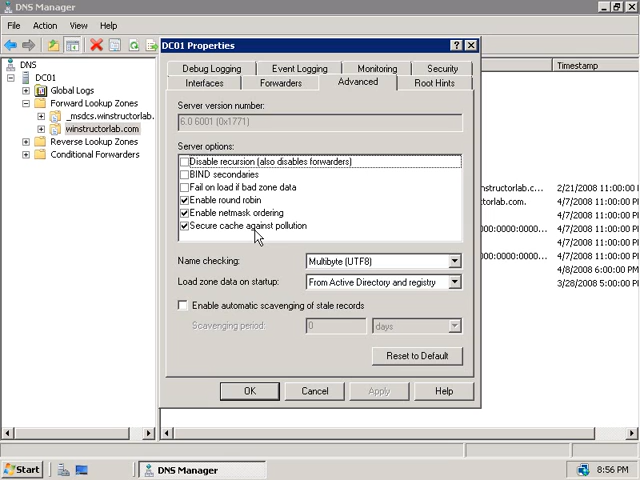 DNS Manager
File Action View Help
DNS
DC01
Global Logs
Forward Lookup Zones
_msdcs.winstructorlab.
winstructorlab.com
Reverse Lookup Zones
Conditional Forwarders
DC01 Properties
Debug Logging Event Logging Monitoring Security
Interfaces Forwarders Advanced Root Hints
Server version number:
6.0 6001 (0x1771)
Server options:
Disable recursion (also disables forwarders)
BIND secondaries
Fail on load if bad zone data
Enable round robin
Enable netmask ordering
Secure cache against pollution
Name checking: Multibyte (UTF8)
Load zone data on startup: From Active Directory and registry
Enable automatic scavenging of stale records
Scavenging period: 0 days
Reset to Default
OK Cancel Apply Help
Timestamp
nstructorlab.c... 2/21/2008 11:00:00 P
torlab.com. 4/7/2008 11:00:00 PM
4/7/2008 11:00:00 PM
0000:0000:... 4/7/2008 11:00:00 PM
4/7/2008 11:00:00 PM
0000:0000:... 4/7/2008 11:00:00 PM
4/8/2008 6:00:00 PM
3/28/2008 5:00:00 P
Start DNS Manager 8:56 PM